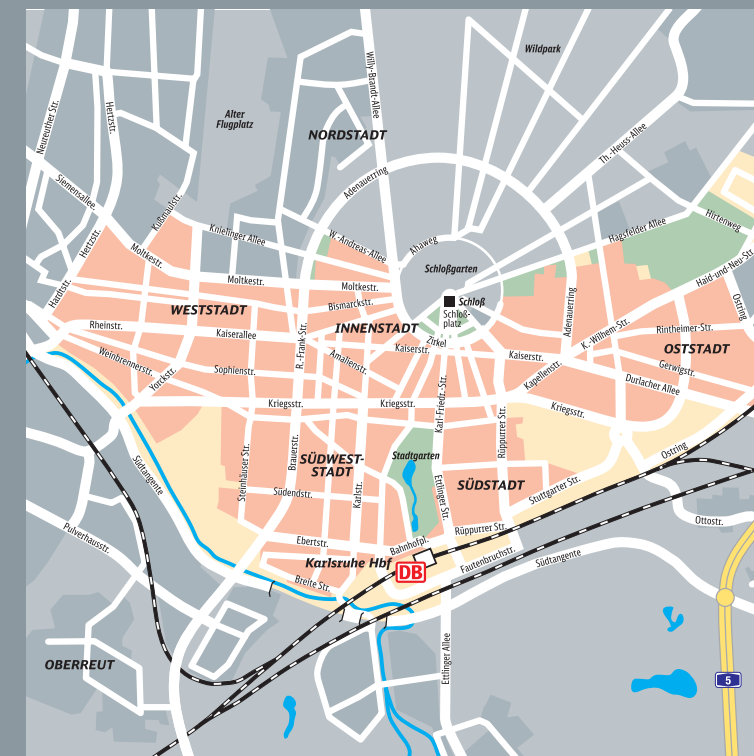 Wildpark
Willy-Brandt-Allee
Neureuther Str.
Hertzstr.
Alter
Flugplatz
NORDSTADT
Th.-Heuss-Allee
Adenauerring
Siemensallee
Kißmaulstr.
Hirtenweg
Knielinger Allee
W.-Andreas-Allee
Ahaweg
Hagsfelder Allee
Hertzstr.
Moltkestr.
Haid-und-Neu-Str.
Schloßgarten
Hardtstr.
Moltkestr.
Moltkestr.
Ostring
Bismarckstr.
Schloß
Schloß-
platz
Adenauerring
WESTSTADT
INNENSTADT
Rheinstr.
Kaiserallee
R.-Frank-Str.
Zirkel
K.-Wilhem-Str.
Rintheimer-Str.
OSTSTADT
Kaiserstr.
Kaiserstr.
Weinbrennerstr.
Yorckstr.
Sophienstr.
Amalienstr.
Kapellenstr.
Gerwigstr.
Durlacher Allee
Karl-Friedr.-Str.
Kriegsstr.
Kriegsstr.
Kriegsstr.
Rüppurrer Str.
Brauerstr.
Steinhäuser Str.
SÜDWEST-
STADT
Stadtgarten
Ostring
Südtangente
Karlstr.
Südendstr.
Ettlinger Str.
SÜDSTADT
Stuttgarter Str.
Ottostr.
Pulverhausstr.
Ebertstr.
Bahnhofpl.
Rüppurrer Str.
Karlsruhe Hbf
DB
Fautenbruchstr.
Südtangente
Breite Str.
Ettlinger Allee
OBERREUT
5